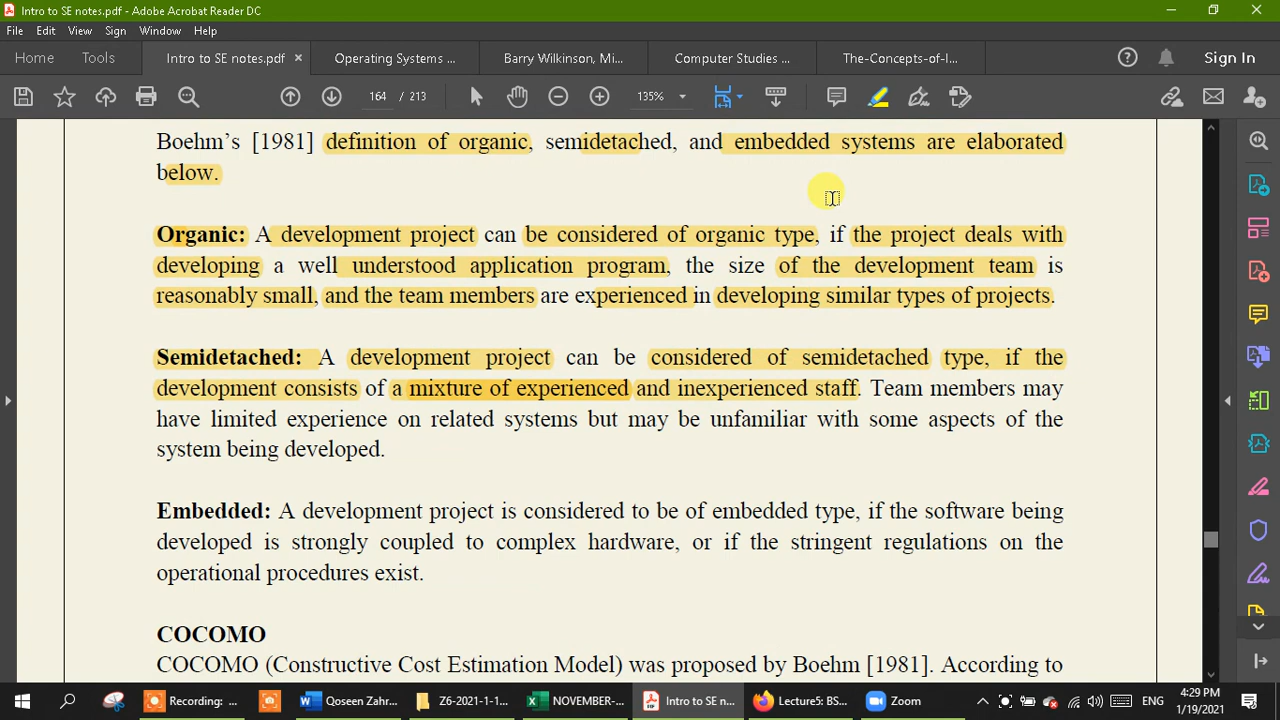 Intro to SE notes.pdf - Adobe Acrobat Reader DC
File Edit View Sign Window Help
Home Tools Intro to SE notes.pdf Operating Systems ... Barry Wilkinson, Mi... Computer Studies ... The-Concepts-of-I... Sign In
164 / 213 135%
Boehm's [1981] definition of organic, semidetached, and embedded systems are elaborated
below.
Organic: A development project can be considered of organic type, if the project deals with
developing a well understood application program, the size of the development team is
reasonably small, and the team members are experienced in developing similar types of projects.
Semidetached: A development project can be considered of semidetached type, if the
development consists of a mixture of experienced and inexperienced staff. Team members may
have limited experience on related systems but may be unfamiliar with some aspects of the
system being developed.
Embedded: A development project is considered to be of embedded type, if the software being
developed is strongly coupled to complex hardware, or if the stringent regulations on the
operational procedures exist.
COCOMO
COCOMO (Constructive Cost Estimation Model) was proposed by Boehm [1981]. According to
Recording: ... Qoseen Zahr... Z6-2021-1-1... NOVEMBER-... Intro to SE n... Lecture5: BS... Zoom ENG 4:29 PM
1/19/2021